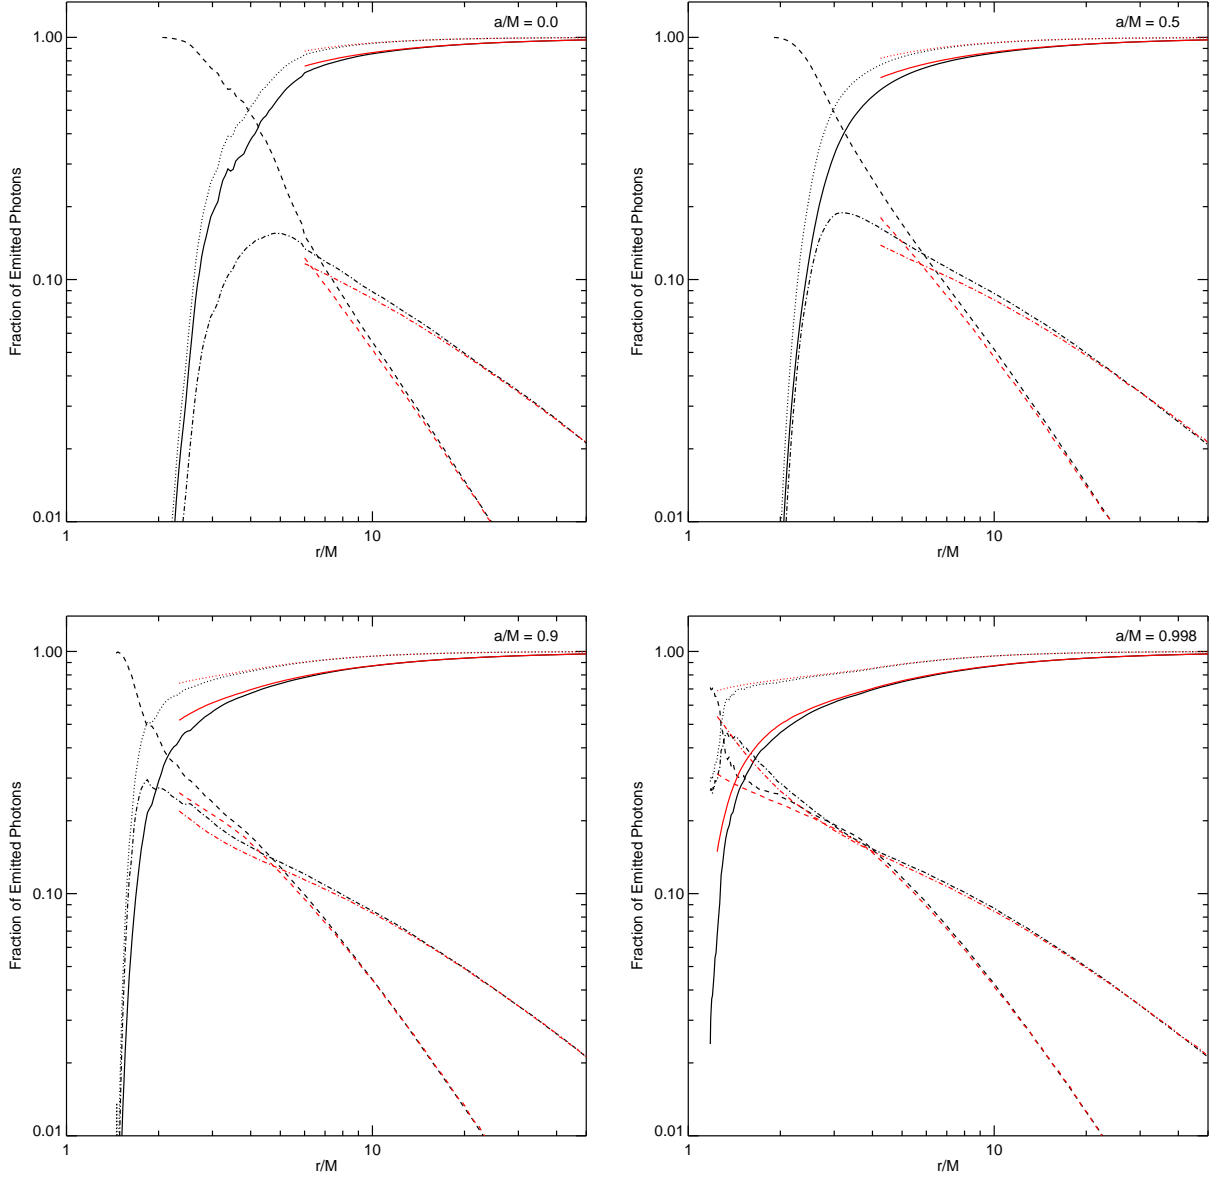 a/M = 0.0
1.00
0.10
0.01
Fraction of Emitted Photons
1
10
r/M
a/M = 0.5
1.00
0.10
0.01
Fraction of Emitted Photons
1
10
r/M
a/M = 0.9
1.00
0.10
0.01
Fraction of Emitted Photons
1
10
r/M
a/M = 0.998
1.00
0.10
0.01
Fraction of Emitted Photons
1
10
r/M